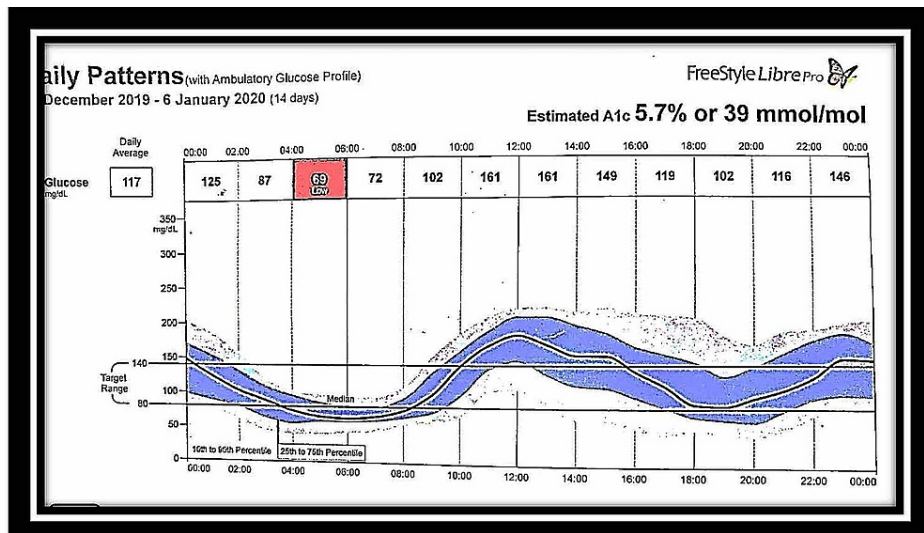 aily Patterns (with Ambulatory Glucose Profile)
FreeStyle Libre Pro
December 2019 - 6 January 2020 (14 days)
Estimated A1c 5.7% or 39 mmol/mol
Daily
Average
00:00 02:00 04:00 06:00 08:00 10:00 12:00 14:00 16:00 18:00 20:00 22:00 00:00
Glucose 117 125 87 69 72 102 161 161 149 119 102 116 146
mg/dL Low
350
mg/dL
300
250
200
150
140
Target
Range
100
80
Median
50
0
10th to 90th Percentile 25th to 75th Percentile
00:00 02:00 04:00 06:00 08:00 10:00 12:00 14:00 16:00 18:00 20:00 22:00 00:00